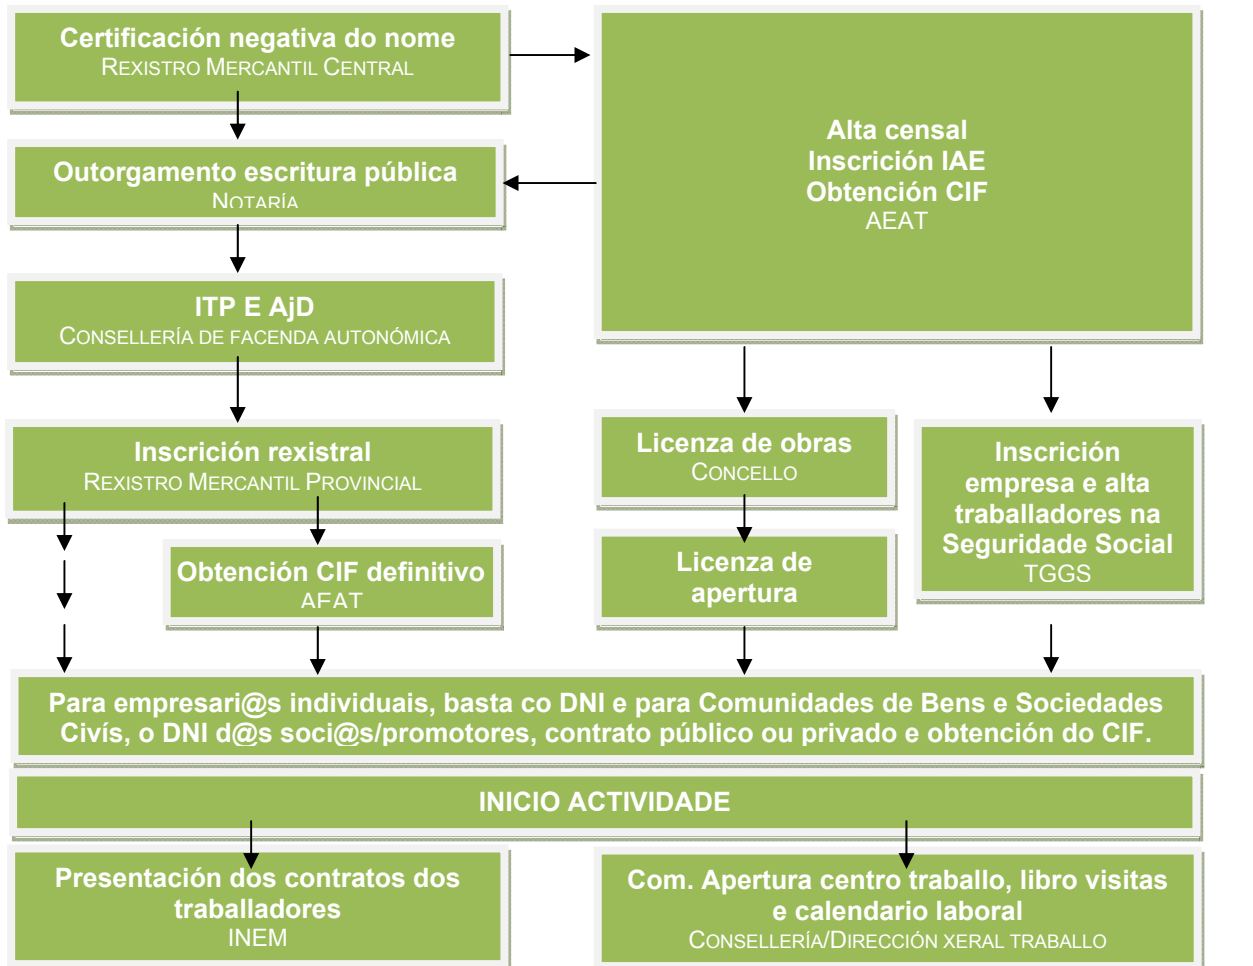 Certificación negativa do nome
REXISTRO MERCANTIL CENTRAL
Outorgamento escritura pública
NOTARÍA
Alta censal
Inscrición IAE
Obtención CIF
AEAT
ITP E AjD
CONSELLERÍA DE FACENDA AUTONÓMICA
Inscrición rexistral
REXISTRO MERCANTIL PROVINCIAL
Obtención CIF definitivo
AEAT
Licenza de obras
CONCELLO
Licenza de
apertura
Inscrición
empresa e alta
traballadores na
Seguridade Social
TGGS
Para empresari@s individuais, basta co DNI e para Comunidades de Bens e Sociedades
Civís, o DNI d@s soci@s/promotores, contrato público ou privado e obtención do CIF.
INICIO ACTIVIDADE
Presentación dos contratos dos
traballadores
INEM
Com. Apertura centro traballo, libro visitas
e calendario laboral
CONSELLERÍA/DIRECCIÓN XERAL TRABALLO